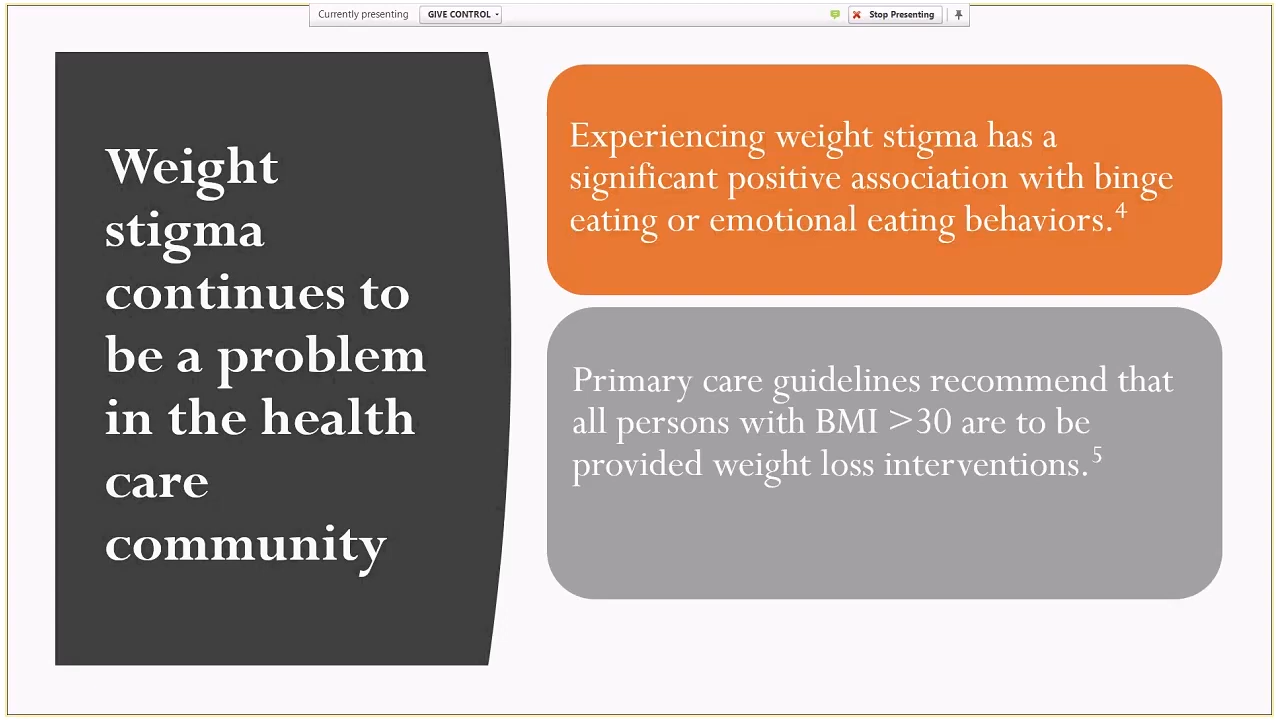 Currently presenting GIVE CONTROL Stop Presenting
Weight
stigma
continues to
be a problem
in the health
care
community
Experiencing weight stigma has a
significant positive association with binge
eating or emotional eating behaviors.⁴
Primary care guidelines recommend that
all persons with BMI >30 are to be
provided weight loss interventions.⁵